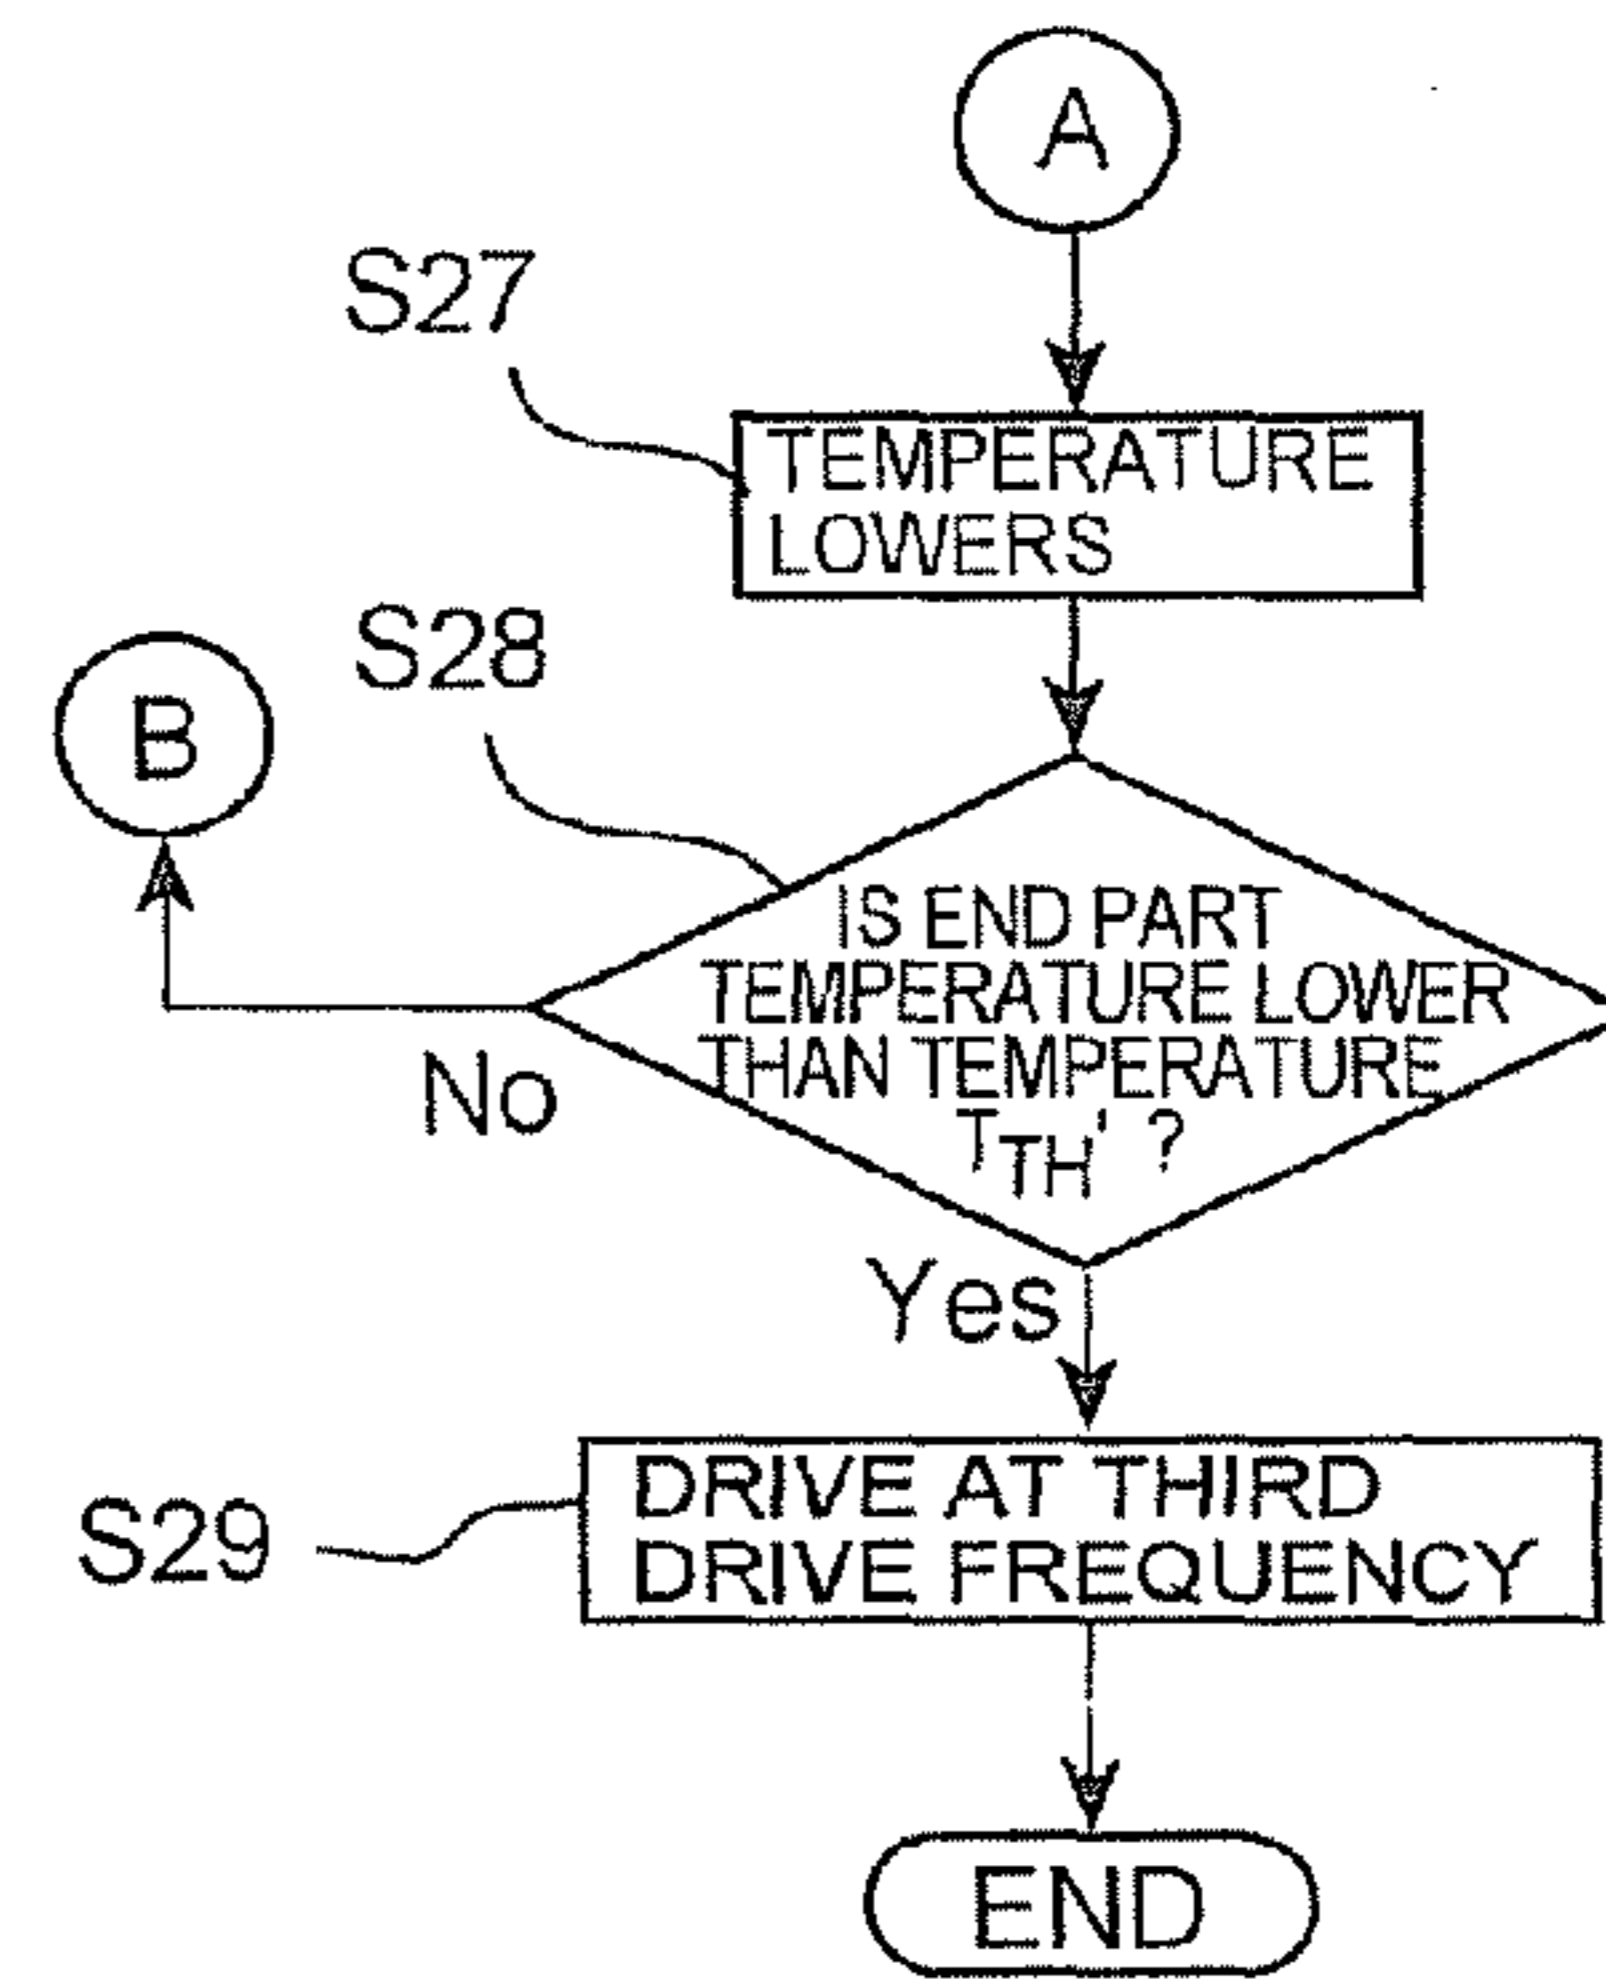 A
S27
TEMPERATURE
LOWERS
S28
B
IS END PART
TEMPERATURE LOWER
THAN TEMPERATURE
TTH' ?
No
Yes
S29
DRIVE AT THIRD
DRIVE FREQUENCY
END